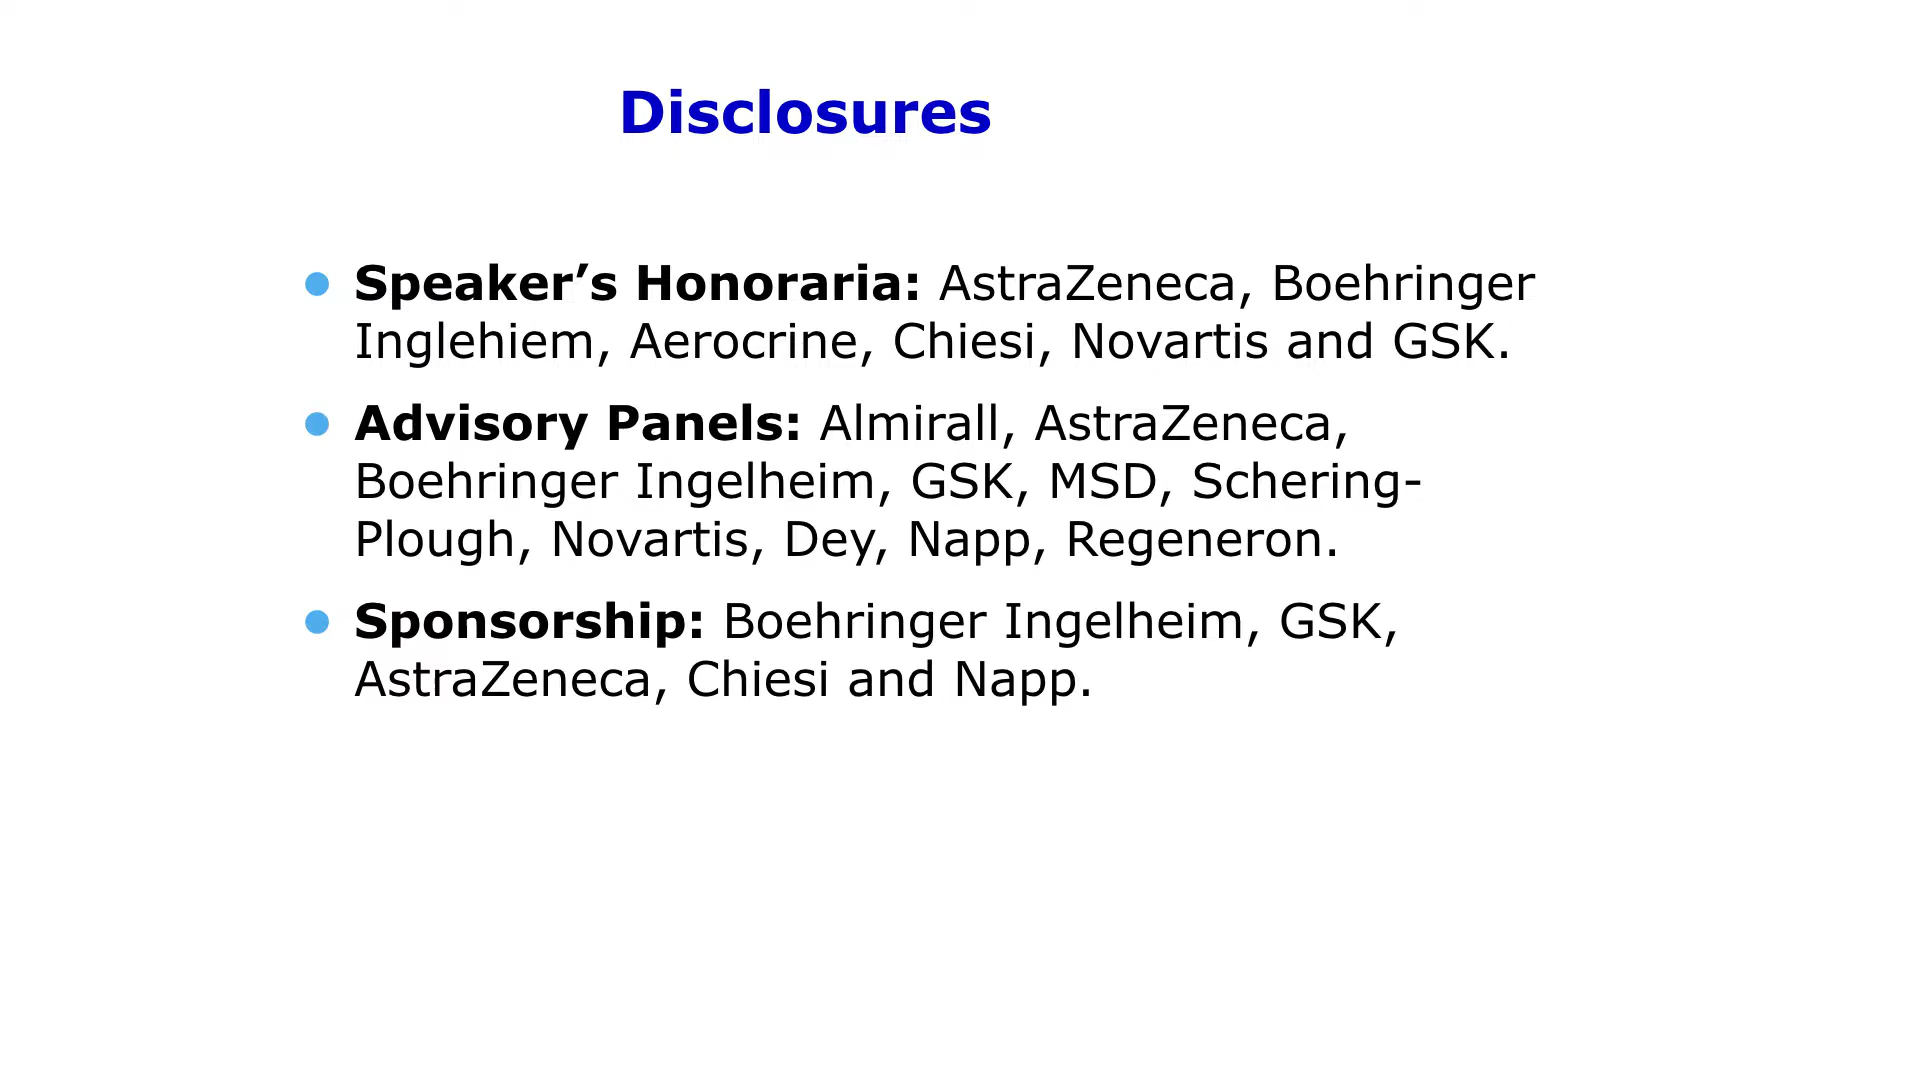 Disclosures
● Speaker’s Honoraria: AstraZeneca, Boehringer
Inglehiem, Aerocrine, Chiesi, Novartis and GSK.
● Advisory Panels: Almirall, AstraZeneca,
Boehringer Ingelheim, GSK, MSD, Schering-
Plough, Novartis, Dey, Napp, Regeneron.
● Sponsorship: Boehringer Ingelheim, GSK,
AstraZeneca, Chiesi and Napp.